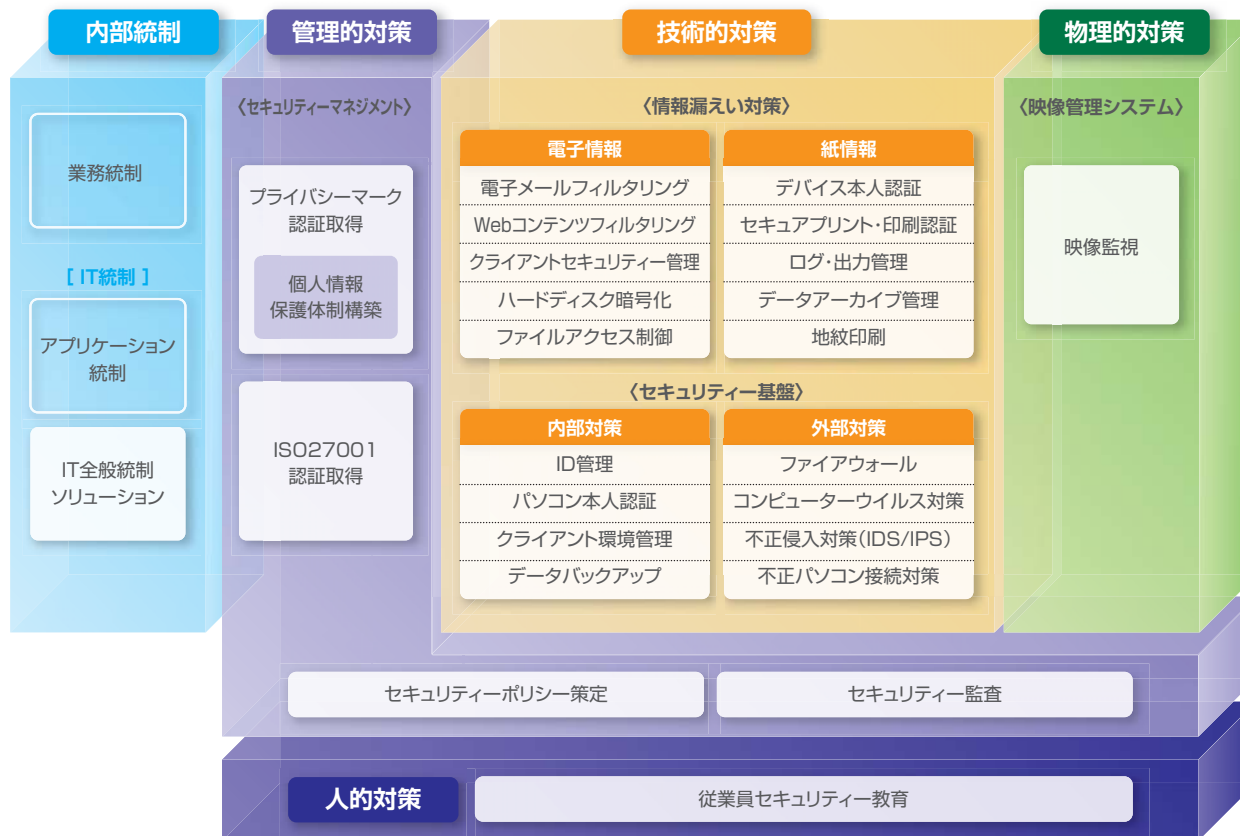 内部統制
業務統制
[ IT統制 ]
アプリケーション
統制
IT全般統制
ソリューション
管理的対策
〈セキュリティーマネジメント〉
プライバシーマーク
認証取得
個人情報
保護体制構築
ISO27001
認証取得
技術的対策
〈情報漏えい対策〉
電子情報
電子メールフィルタリング
Webコンテンツフィルタリング
クライアントセキュリティー管理
ハードディスク暗号化
ファイルアクセス制御
紙情報
デバイス本人認証
セキュアプリント・印刷認証
ログ・出力管理
データアーカイブ管理
地紋印刷
〈セキュリティー基盤〉
内部対策
ID管理
パソコン本人認証
クライアント環境管理
データバックアップ
外部対策
ファイアウォール
コンピューターウイルス対策
不正侵入対策(IDS/IPS)
不正パソコン接続対策
物理的対策
〈映像管理システム〉
映像監視
セキュリティーポリシー策定
セキュリティー監査
人的対策
従業員セキュリティー教育